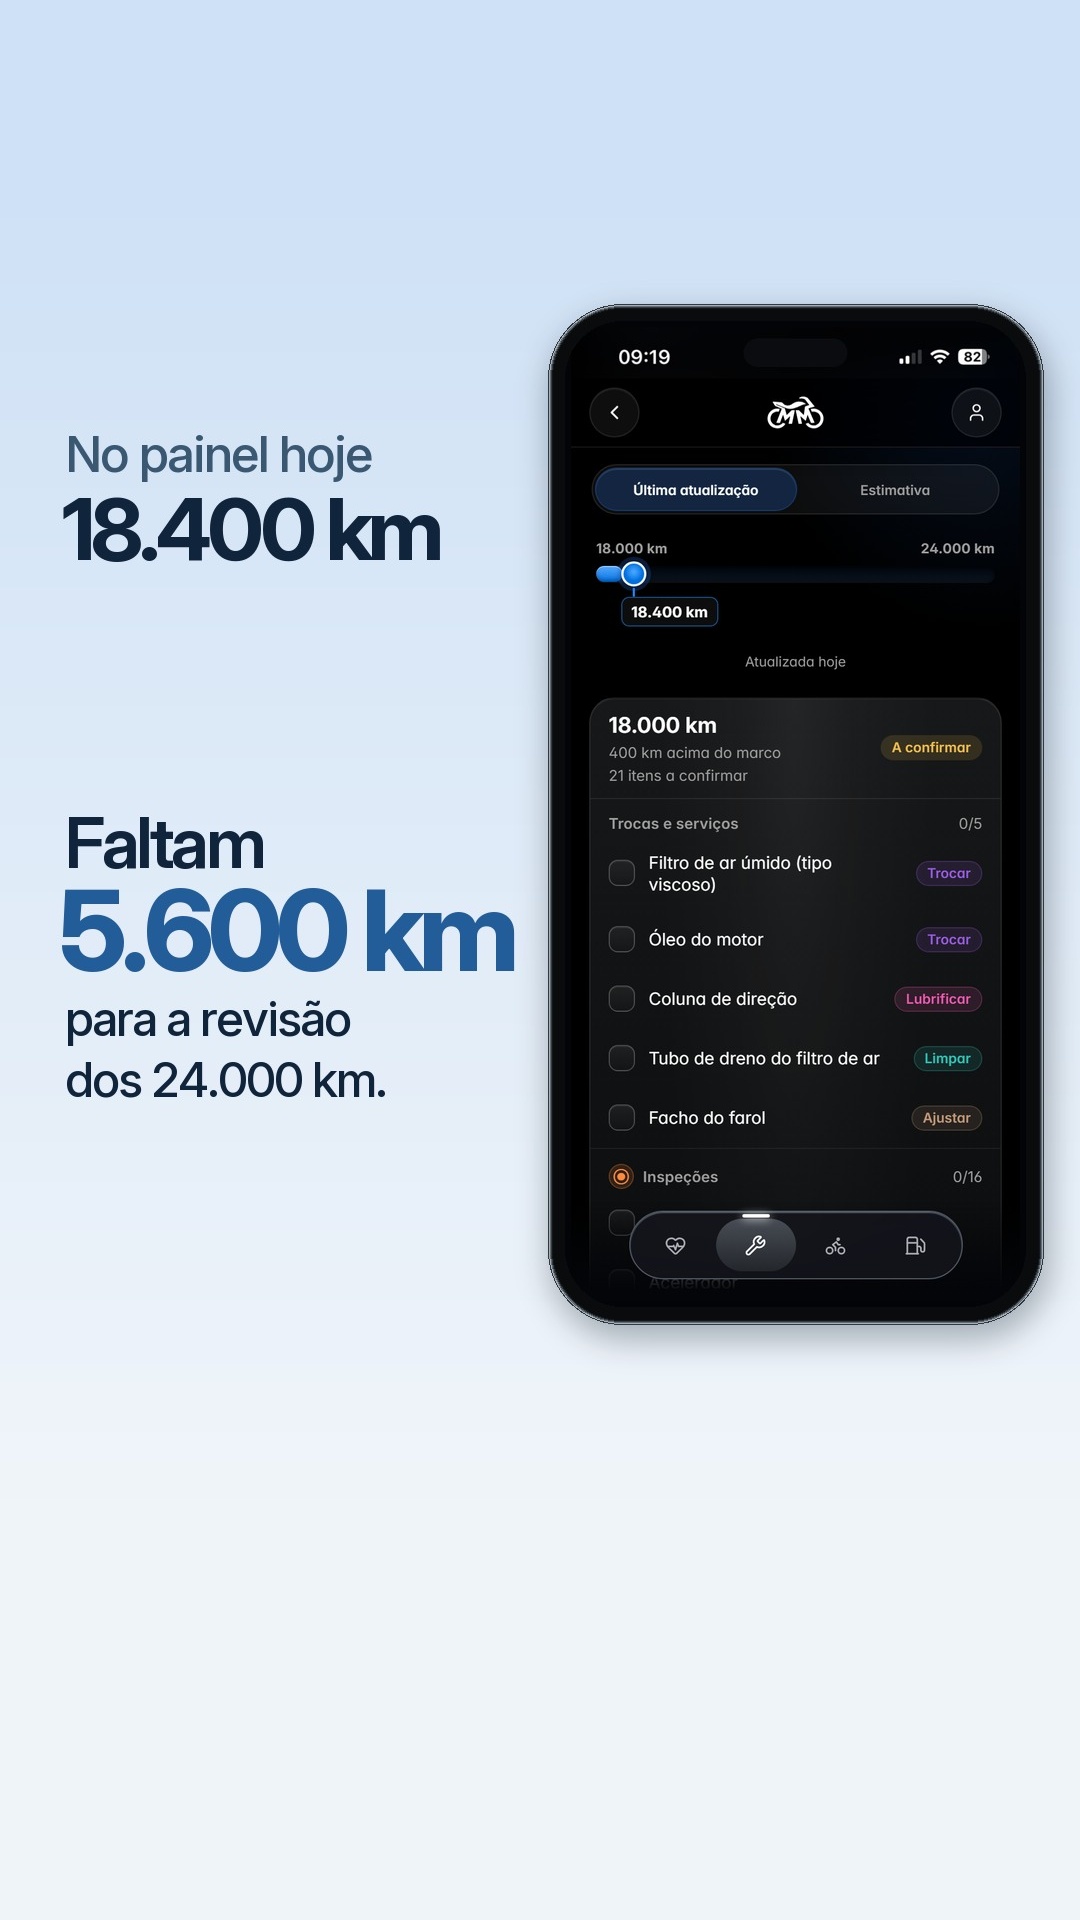 No painel hoje
18.400 km
Faltam
5.600 km
para a revisão
dos 24.000 km.
09:19
82
MM
Última atualização
Estimativa
18.000 km
24.000 km
18.400 km
Atualizada hoje
18.000 km
400 km acima do marco
21 itens a confirmar
A confirmar
Trocas e serviços
0/5
Filtro de ar úmido (tipo
viscoso)
Trocar
Óleo do motor
Trocar
Coluna de direção
Lubrificar
Tubo de dreno do filtro de ar
Limpar
Facho do farol
Ajustar
Inspeções
0/16
Acelerador